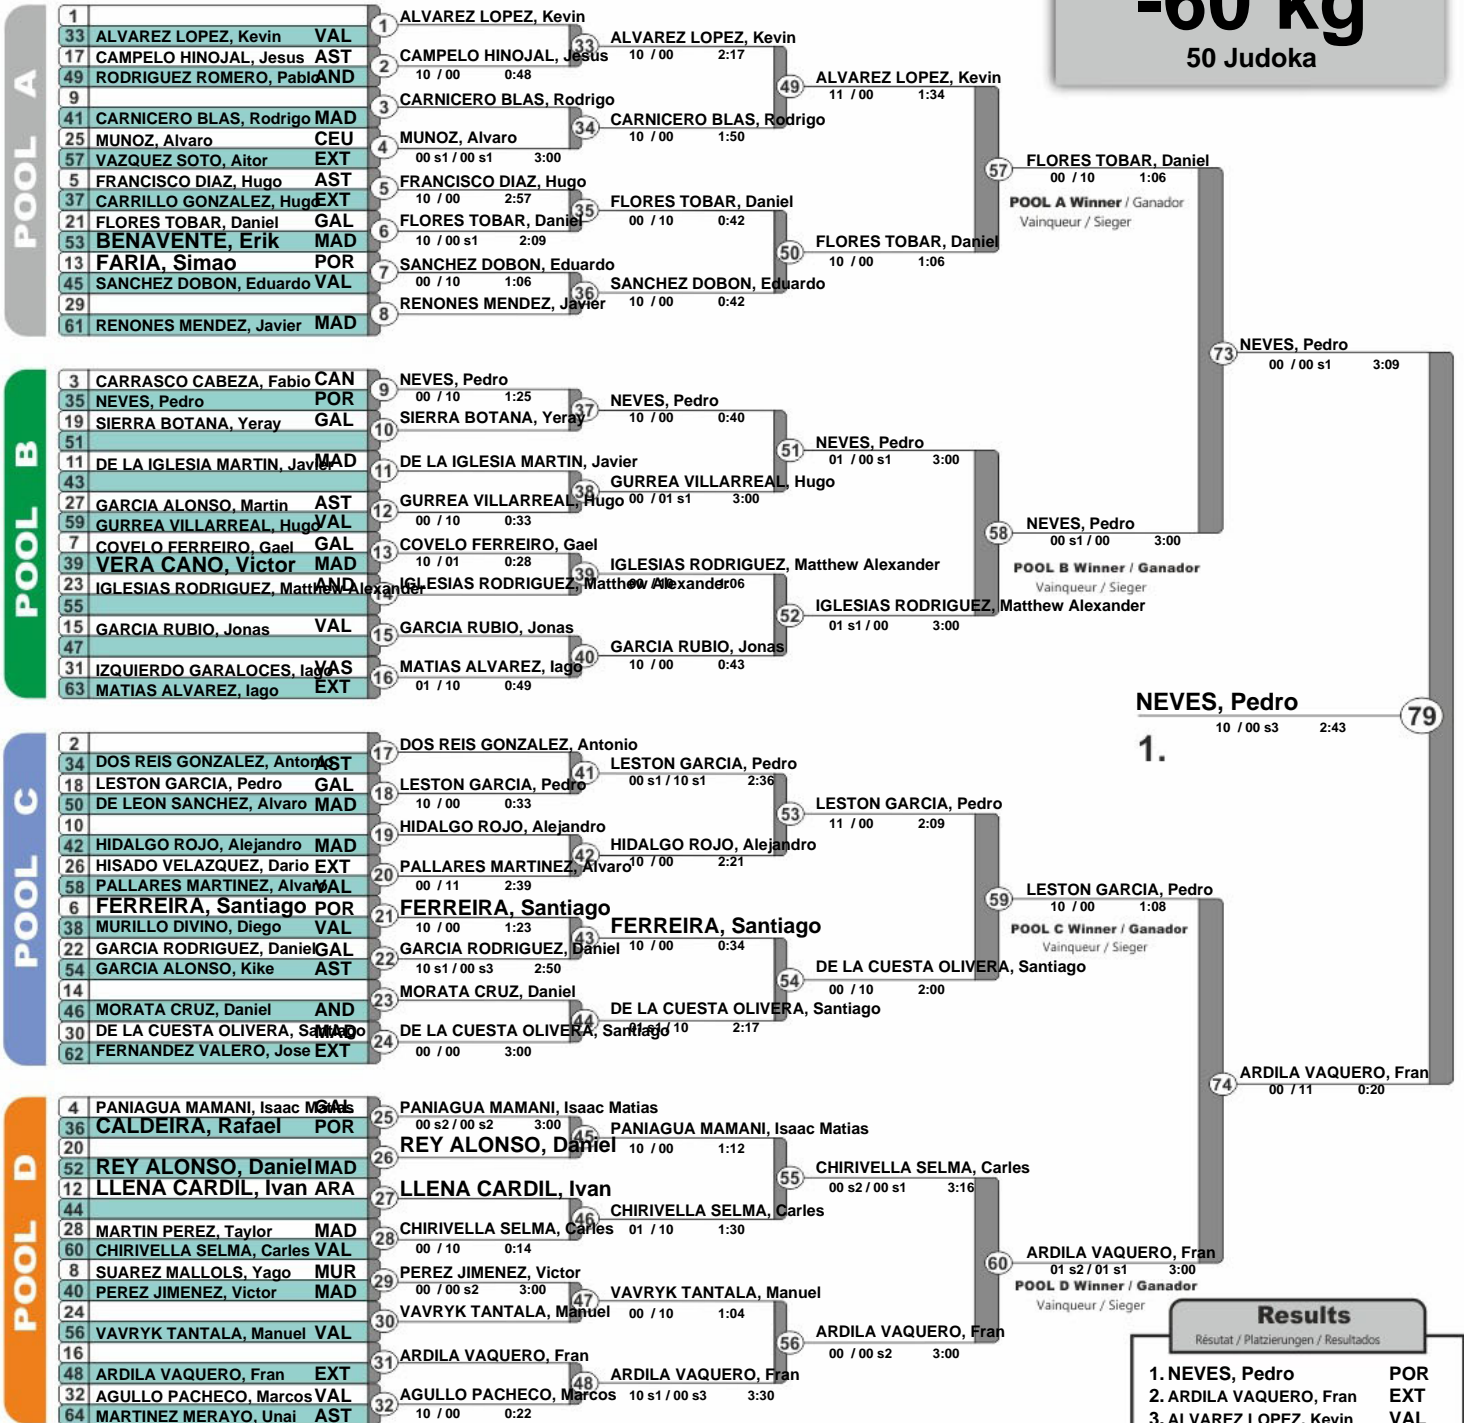 -60 kg
50 Judoka
POOL A
1
33 ALVAREZ LOPEZ, Kevin VAL
17 CAMPELO HINOJAL, Jesus AST
49 RODRIGUEZ ROMERO, Pablo AND
9
41 CARNICERO BLAS, Rodrigo MAD
25 MUNOZ, Alvaro CEU
57 VAZQUEZ SOTO, Aitor EXT
5 FRANCISCO DIAZ, Hugo AST
37 CARRILLO GONZALEZ, Hugo EXT
21 FLORES TOBAR, Daniel GAL
53 BENAVENTE, Erik MAD
13 FARIA, Simao POR
45 SANCHEZ DOBON, Eduardo VAL
29
61 RENONES MENDEZ, Javier MAD
1 ALVAREZ LOPEZ, Kevin
2 CAMPELO HINOJAL, Jesus
10 / 00 0:48
3 CARNICERO BLAS, Rodrigo
4 MUNOZ, Alvaro
00 s1 / 00 s1 3:00
5 FRANCISCO DIAZ, Hugo
10 / 00 2:57
6 FLORES TOBAR, Daniel
10 / 00 s1 2:09
7 SANCHEZ DOBON, Eduardo
00 / 10 1:06
8 RENONES MENDEZ, Javier
33 ALVAREZ LOPEZ, Kevin
10 / 00 2:17
34 CARNICERO BLAS, Rodrigo
10 / 00 1:50
35 FLORES TOBAR, Daniel
00 / 10 0:42
36 SANCHEZ DOBON, Eduardo
10 / 00 0:42
49 ALVAREZ LOPEZ, Kevin
11 / 00 1:34
50 FLORES TOBAR, Daniel
10 / 00 1:06
57 FLORES TOBAR, Daniel
00 / 10 1:06
POOL A Winner / Ganador
Vainqueur / Sieger
POOL B
3 CARRASCO CABEZA, Fabio CAN
35 NEVES, Pedro POR
19 SIERRA BOTANA, Yeray GAL
51
11 DE LA IGLESIA MARTIN, Javier MAD
43
27 GARCIA ALONSO, Martin AST
59 GURREA VILLARREAL, Hugo VAL
7 COVELO FERREIRO, Gael GAL
39 VERA CANO, Victor MAD
23 IGLESIAS RODRIGUEZ, Matthew Alexander AND
55
15 GARCIA RUBIO, Jonas VAL
47
31 IZQUIERDO GARALOCES, Iago VAS
63 MATIAS ALVAREZ, Iago EXT
9 NEVES, Pedro
00 / 10 1:25
10 SIERRA BOTANA, Yeray
11 DE LA IGLESIA MARTIN, Javier
12 GURREA VILLARREAL, Hugo
00 / 10 0:33
13 COVELO FERREIRO, Gael
10 / 01 0:28
14 IGLESIAS RODRIGUEZ, Matthew Alexander
15 GARCIA RUBIO, Jonas
16 MATIAS ALVAREZ, Iago
01 / 10 0:49
37 NEVES, Pedro
10 / 00 0:40
38 GURREA VILLARREAL, Hugo
00 / 01 s1 3:00
39 IGLESIAS RODRIGUEZ, Matthew Alexander
1:06
40 GARCIA RUBIO, Jonas
10 / 00 0:43
51 NEVES, Pedro
01 / 00 s1 3:00
52 IGLESIAS RODRIGUEZ, Matthew Alexander
01 s1 / 00 3:00
58 NEVES, Pedro
00 s1 / 00 3:00
POOL B Winner / Ganador
Vainqueur / Sieger
73 NEVES, Pedro
00 / 00 s1 3:09
NEVES, Pedro 79
10 / 00 s3 2:43
1.
POOL C
2
34 DOS REIS GONZALEZ, Antonio AST
18 LESTON GARCIA, Pedro GAL
50 DE LEON SANCHEZ, Alvaro MAD
10
42 HIDALGO ROJO, Alejandro MAD
26 HISADO VELAZQUEZ, Dario EXT
58 PALLARES MARTINEZ, Alvaro VAL
6 FERREIRA, Santiago POR
38 MURILLO DIVINO, Diego VAL
22 GARCIA RODRIGUEZ, Daniel GAL
54 GARCIA ALONSO, Kike AST
14
46 MORATA CRUZ, Daniel AND
30 DE LA CUESTA OLIVERA, Santiago MAD
62 FERNANDEZ VALERO, Jose EXT
17 DOS REIS GONZALEZ, Antonio
18 LESTON GARCIA, Pedro
10 / 00 0:33
19 HIDALGO ROJO, Alejandro
20 PALLARES MARTINEZ, Alvaro
00 / 11 2:39
21 FERREIRA, Santiago
10 / 00 1:23
22 GARCIA RODRIGUEZ, Daniel
10 s1 / 00 s3 2:50
23 MORATA CRUZ, Daniel
24 DE LA CUESTA OLIVERA, Santiago
00 / 00 3:00
41 LESTON GARCIA, Pedro
00 s1 / 10 s1 2:36
42 HIDALGO ROJO, Alejandro
10 / 00 2:21
43 FERREIRA, Santiago
10 / 00 0:34
44 DE LA CUESTA OLIVERA, Santiago
01 s1 / 10 2:17
53 LESTON GARCIA, Pedro
11 / 00 2:09
54 DE LA CUESTA OLIVERA, Santiago
00 / 10 2:00
59 LESTON GARCIA, Pedro
10 / 00 1:08
POOL C Winner / Ganador
Vainqueur / Sieger
74 ARDILA VAQUERO, Fran
00 / 11 0:20
POOL D
4 PANIAGUA MAMANI, Isaac Matias GAL
36 CALDEIRA, Rafael POR
20
52 REY ALONSO, Daniel MAD
12 LLENA CARDIL, Ivan ARA
44
28 MARTIN PEREZ, Taylor MAD
60 CHIRIVELLA SELMA, Carles VAL
8 SUAREZ MALLOLS, Yago MUR
40 PEREZ JIMENEZ, Victor MAD
24
56 VAVRYK TANTALA, Manuel VAL
16
48 ARDILA VAQUERO, Fran EXT
32 AGULLO PACHECO, Marcos VAL
64 MARTINEZ MERAYO, Unai AST
25 PANIAGUA MAMANI, Isaac Matias
00 s2 / 00 s2 3:00
26 REY ALONSO, Daniel
27 LLENA CARDIL, Ivan
28 CHIRIVELLA SELMA, Carles
00 / 10 0:14
29 PEREZ JIMENEZ, Victor
00 / 00 s2 3:00
30 VAVRYK TANTALA, Manuel
31 ARDILA VAQUERO, Fran
32 AGULLO PACHECO, Marcos
10 / 00 0:22
45 PANIAGUA MAMANI, Isaac Matias
10 / 00 1:12
46 CHIRIVELLA SELMA, Carles
01 / 10 1:30
47 VAVRYK TANTALA, Manuel
00 / 10 1:04
48 ARDILA VAQUERO, Fran
10 s1 / 00 s3 3:30
55 CHIRIVELLA SELMA, Carles
00 s2 / 00 s1 3:16
56 ARDILA VAQUERO, Fran
00 / 00 s2 3:00
60 ARDILA VAQUERO, Fran
01 s2 / 01 s1 3:00
POOL D Winner / Ganador
Vainqueur / Sieger
Results
Résutat / Platzierungen / Resultados
1. NEVES, Pedro POR
2. ARDILA VAQUERO, Fran EXT
3. ALVAREZ LOPEZ, Kevin VAL